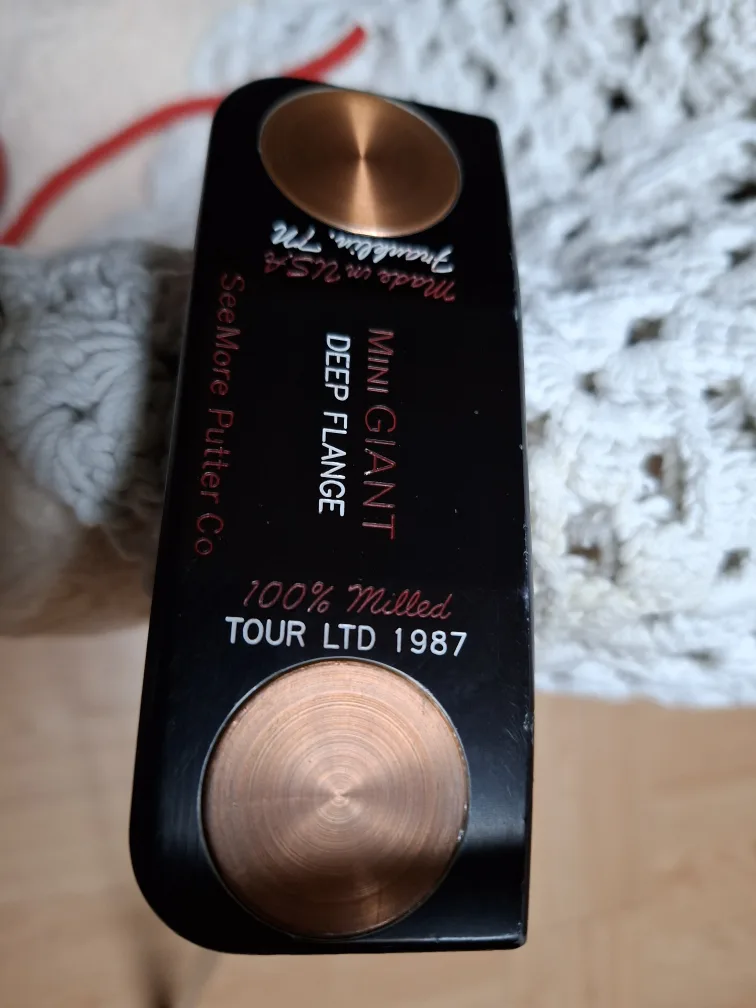 Franklin, TN
Made in U.S.A
SeeMore Putter Co.
MINI GIANT
DEEP FLANGE
100% Milled
TOUR LTD 1987